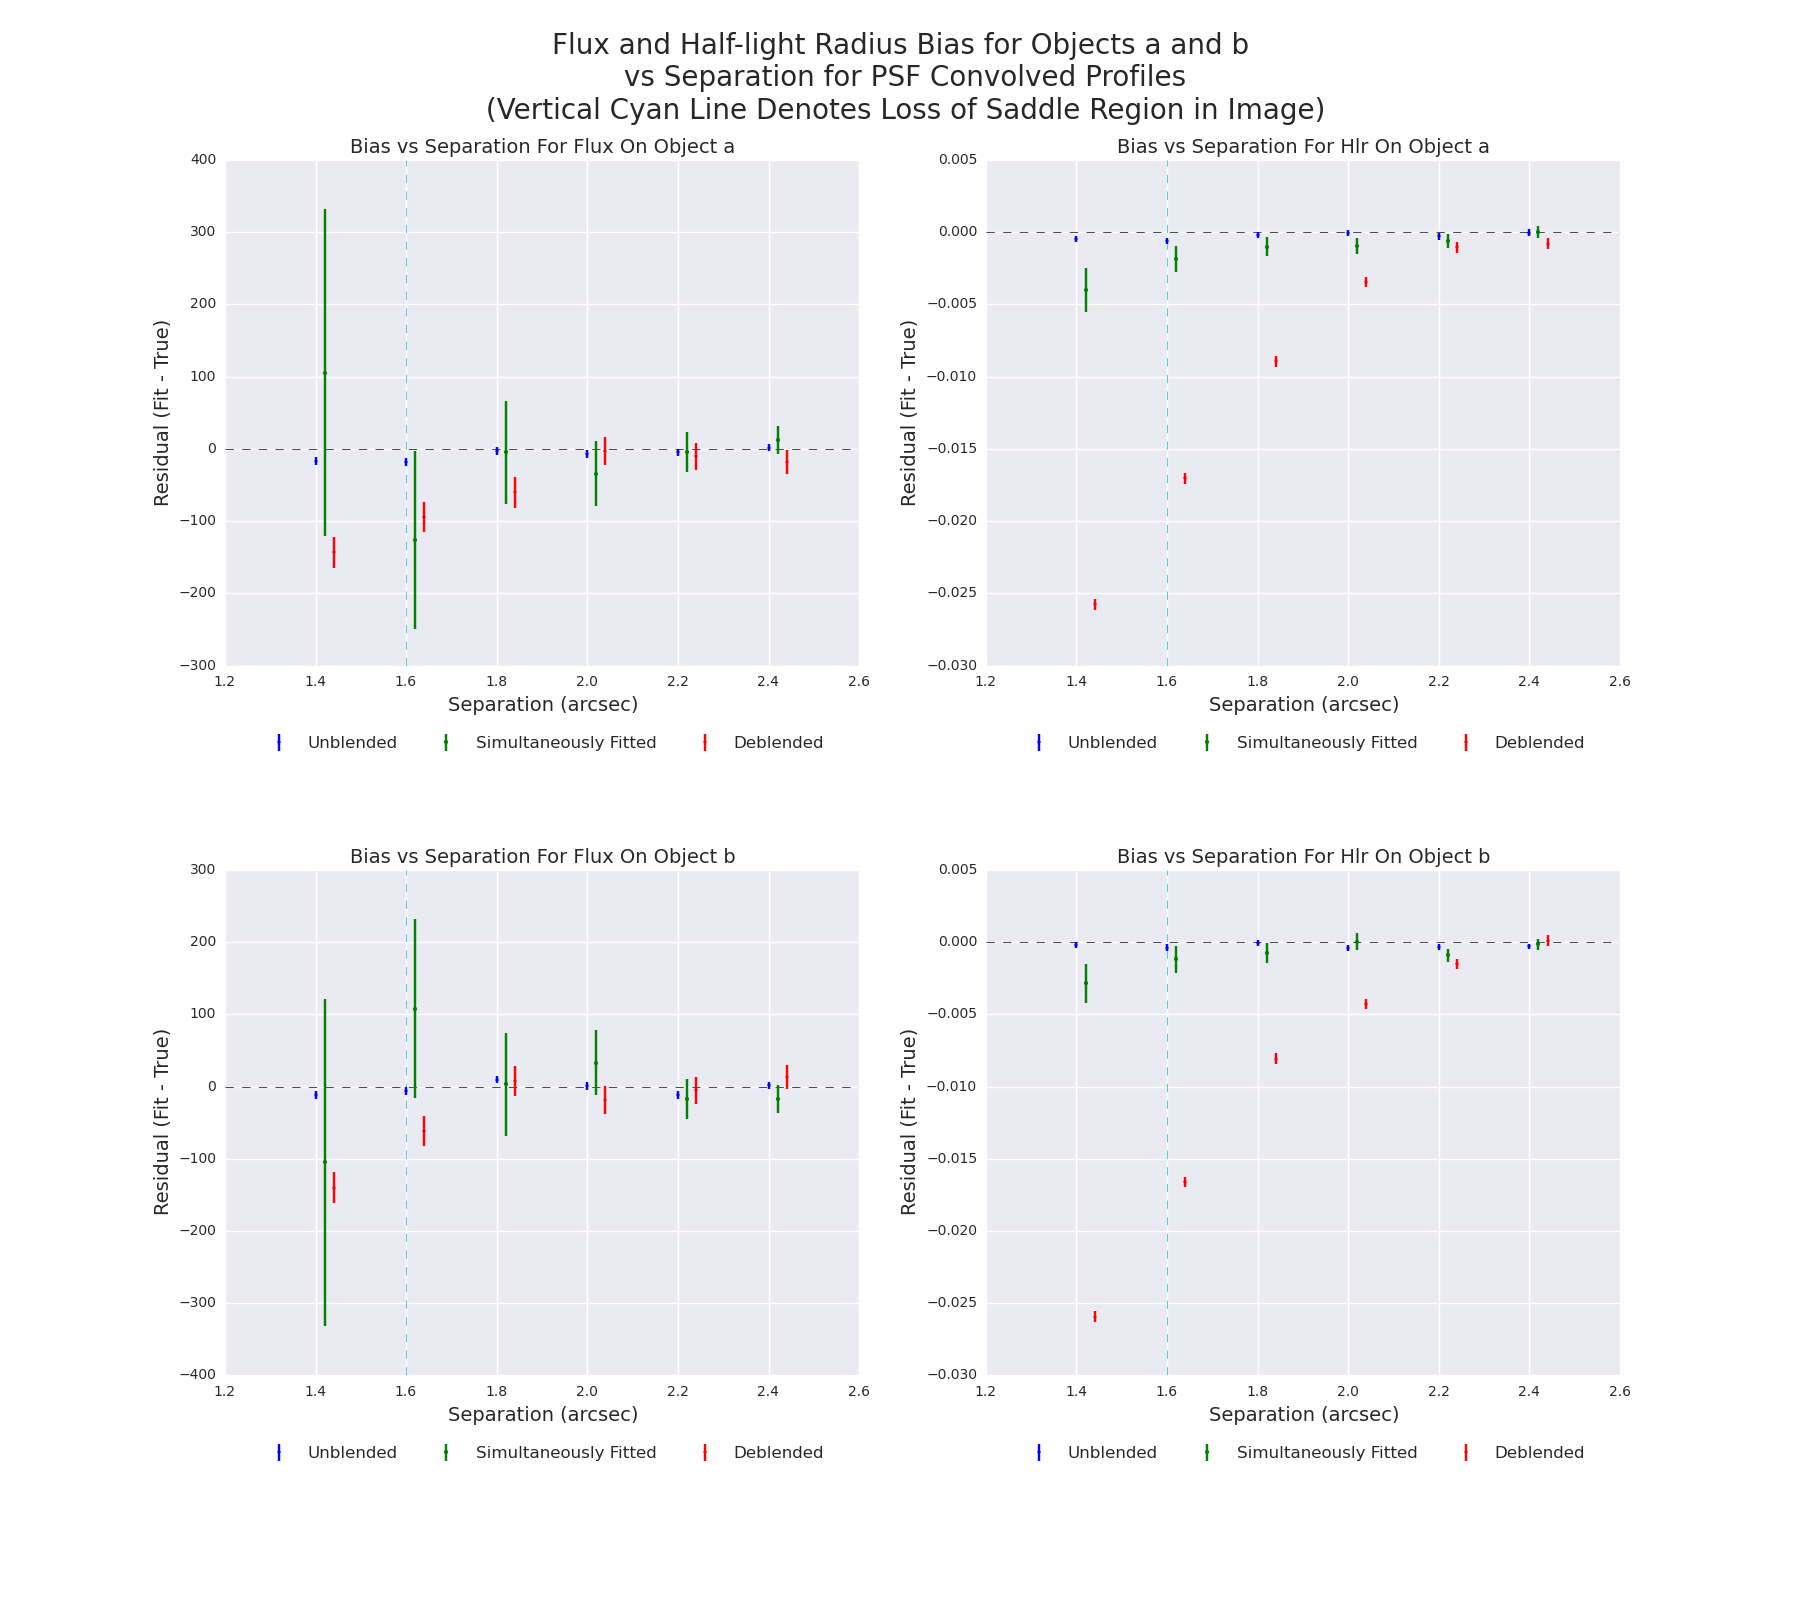 Flux and Half-light Radius Bias for Objects a and b
vs Separation for PSF Convolved Profiles
(Vertical Cyan Line Denotes Loss of Saddle Region in Image)
Bias vs Separation For Flux On Object a
400
300
200
100
0
−100
−200
−300
Residual (Fit - True)
1.2 1.4 1.6 1.8 2.0 2.2 2.4 2.6
Separation (arcsec)
Unblended Simultaneously Fitted Deblended
Bias vs Separation For Hlr On Object a
0.005
0.000
−0.005
−0.010
−0.015
−0.020
−0.025
−0.030
Residual (Fit - True)
1.2 1.4 1.6 1.8 2.0 2.2 2.4 2.6
Separation (arcsec)
Unblended Simultaneously Fitted Deblended
Bias vs Separation For Flux On Object b
300
200
100
0
−100
−200
−300
−400
Residual (Fit - True)
1.2 1.4 1.6 1.8 2.0 2.2 2.4 2.6
Separation (arcsec)
Unblended Simultaneously Fitted Deblended
Bias vs Separation For Hlr On Object b
0.005
0.000
−0.005
−0.010
−0.015
−0.020
−0.025
−0.030
Residual (Fit - True)
1.2 1.4 1.6 1.8 2.0 2.2 2.4 2.6
Separation (arcsec)
Unblended Simultaneously Fitted Deblended